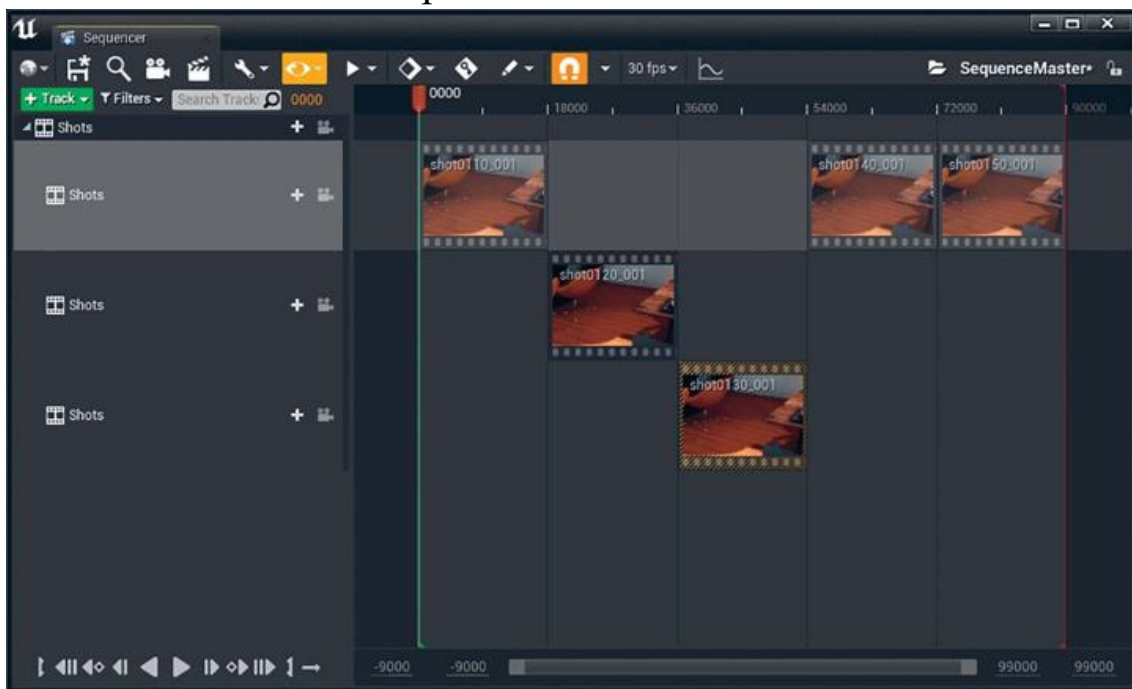 Sequencer
30 fps
SequenceMaster*
+ Track
Filters
Search Track
0000
0000
18000
36000
54000
72000
90000
Shots
Shots
shot0110_001
shot0140_001
shot0150_001
Shots
shot0120_001
Shots
shot0130_001
-9000
-9000
99000
99000